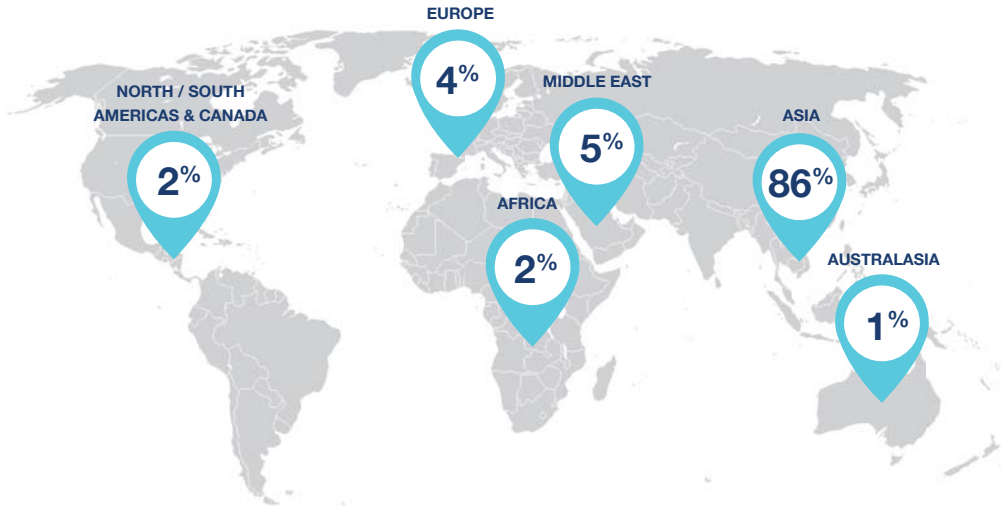 EUROPE
4%
MIDDLE EAST
5%
NORTH / SOUTH
AMERICAS & CANADA
2%
ASIA
86%
AFRICA
2%
AUSTRALASIA
1%